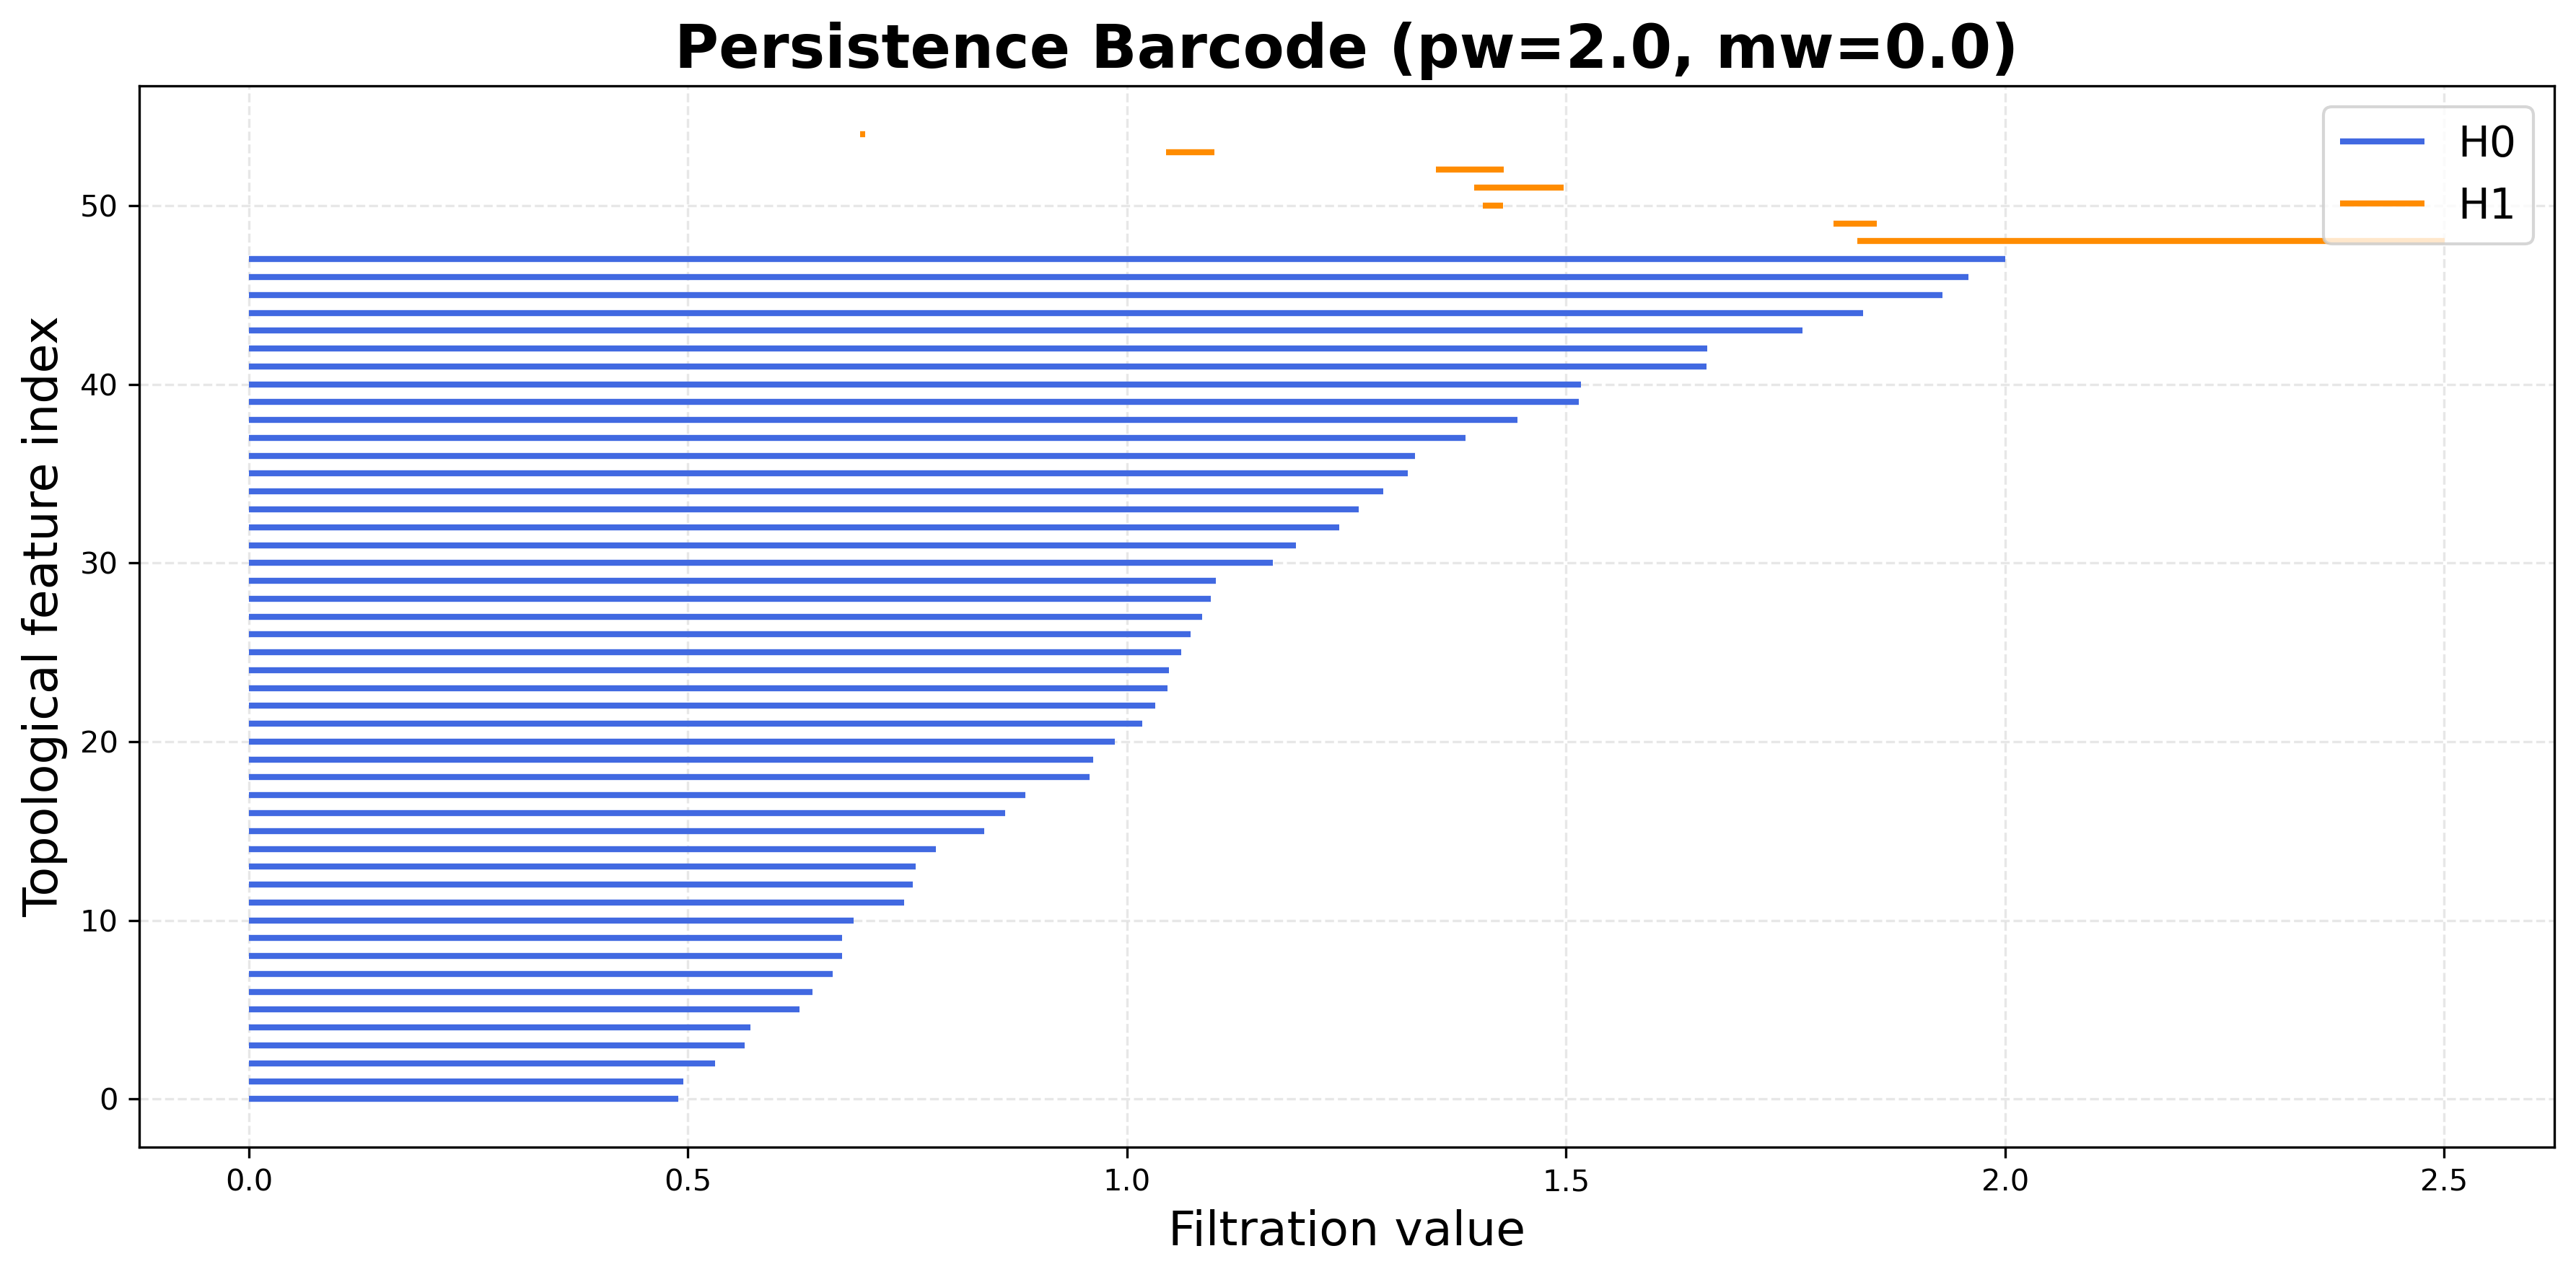 Persistence Barcode (pw=2.0, mw=0.0)
H0
H1
Topological feature index
50
40
30
20
10
0
0.0 0.5 1.0 1.5 2.0 2.5
Filtration value